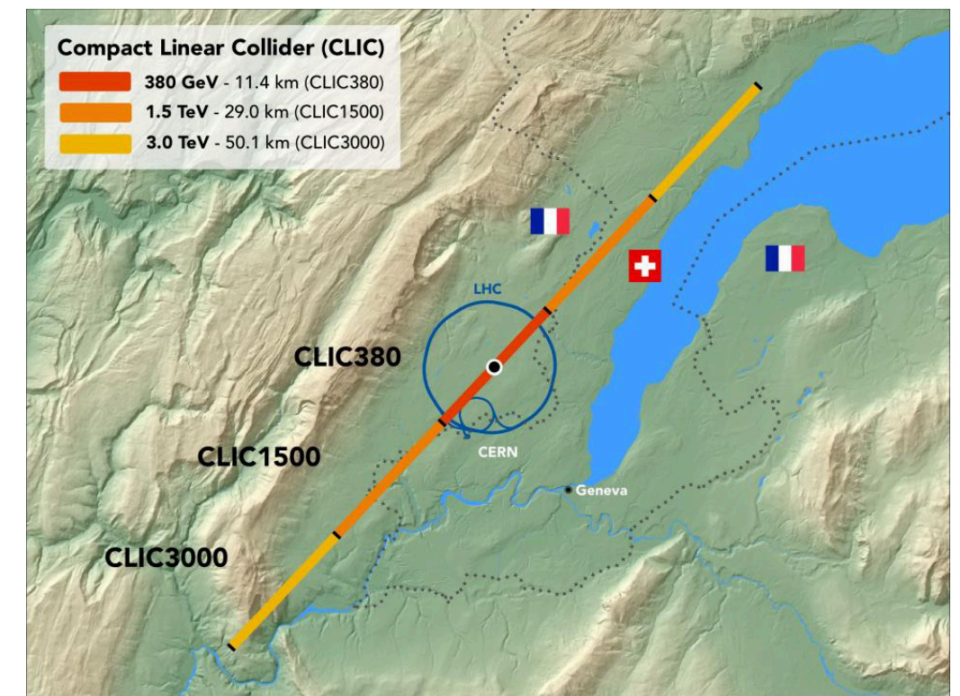 Compact Linear Collider (CLIC)
380 GeV - 11.4 km (CLIC380)
1.5 TeV - 29.0 km (CLIC1500)
3.0 TeV - 50.1 km (CLIC3000)
LHC
CLIC380
CLIC1500
CERN
Geneva
CLIC3000